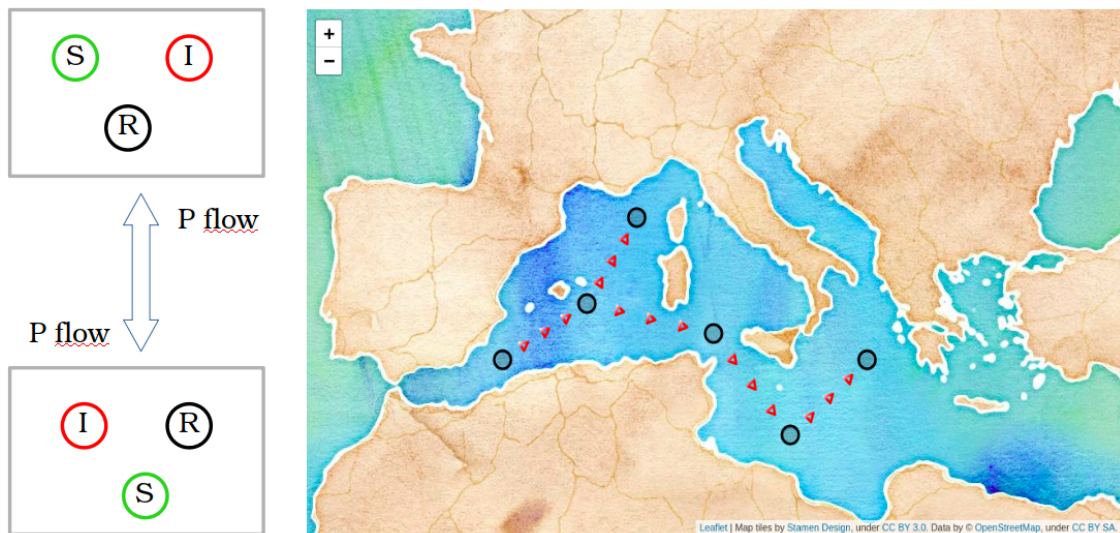 S
I
R
P flow
P flow
I
R
S
+
−
Leaflet | Map tiles by Stamen Design, under CC BY 3.0. Data by © OpenStreetMap, under CC BY SA.